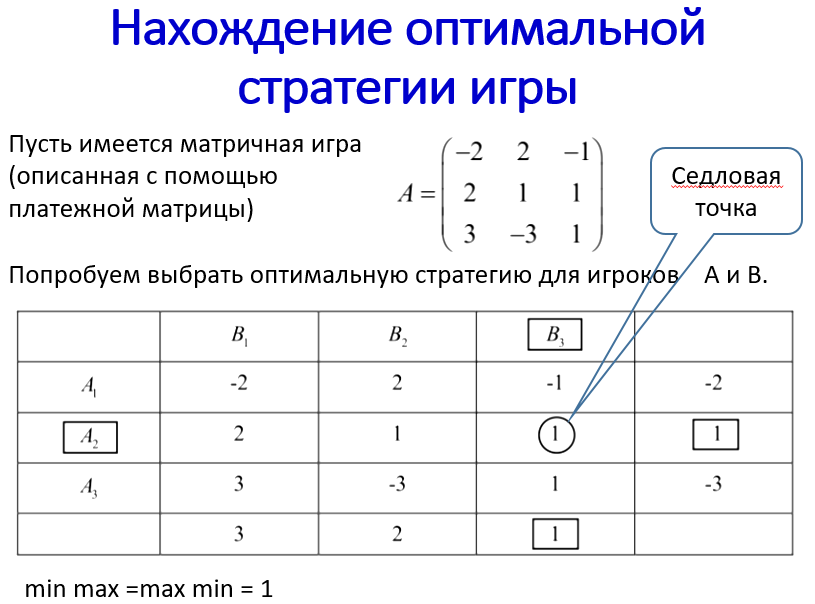 Нахождение оптимальной
стратегии игры
Пусть имеется матричная игра
(описанная с помощью
платежной матрицы)
A =
−2 2 −1
2 1 1
3 −3 1
Седловая
точка
Попробуем выбрать оптимальную стратегию для игроков А и В.
B₁ B₂ B₃
A₁ -2 2 -1 -2
A₂ 2 1 1 1
A₃ 3 -3 1 -3
3 2 1
min max =max min = 1